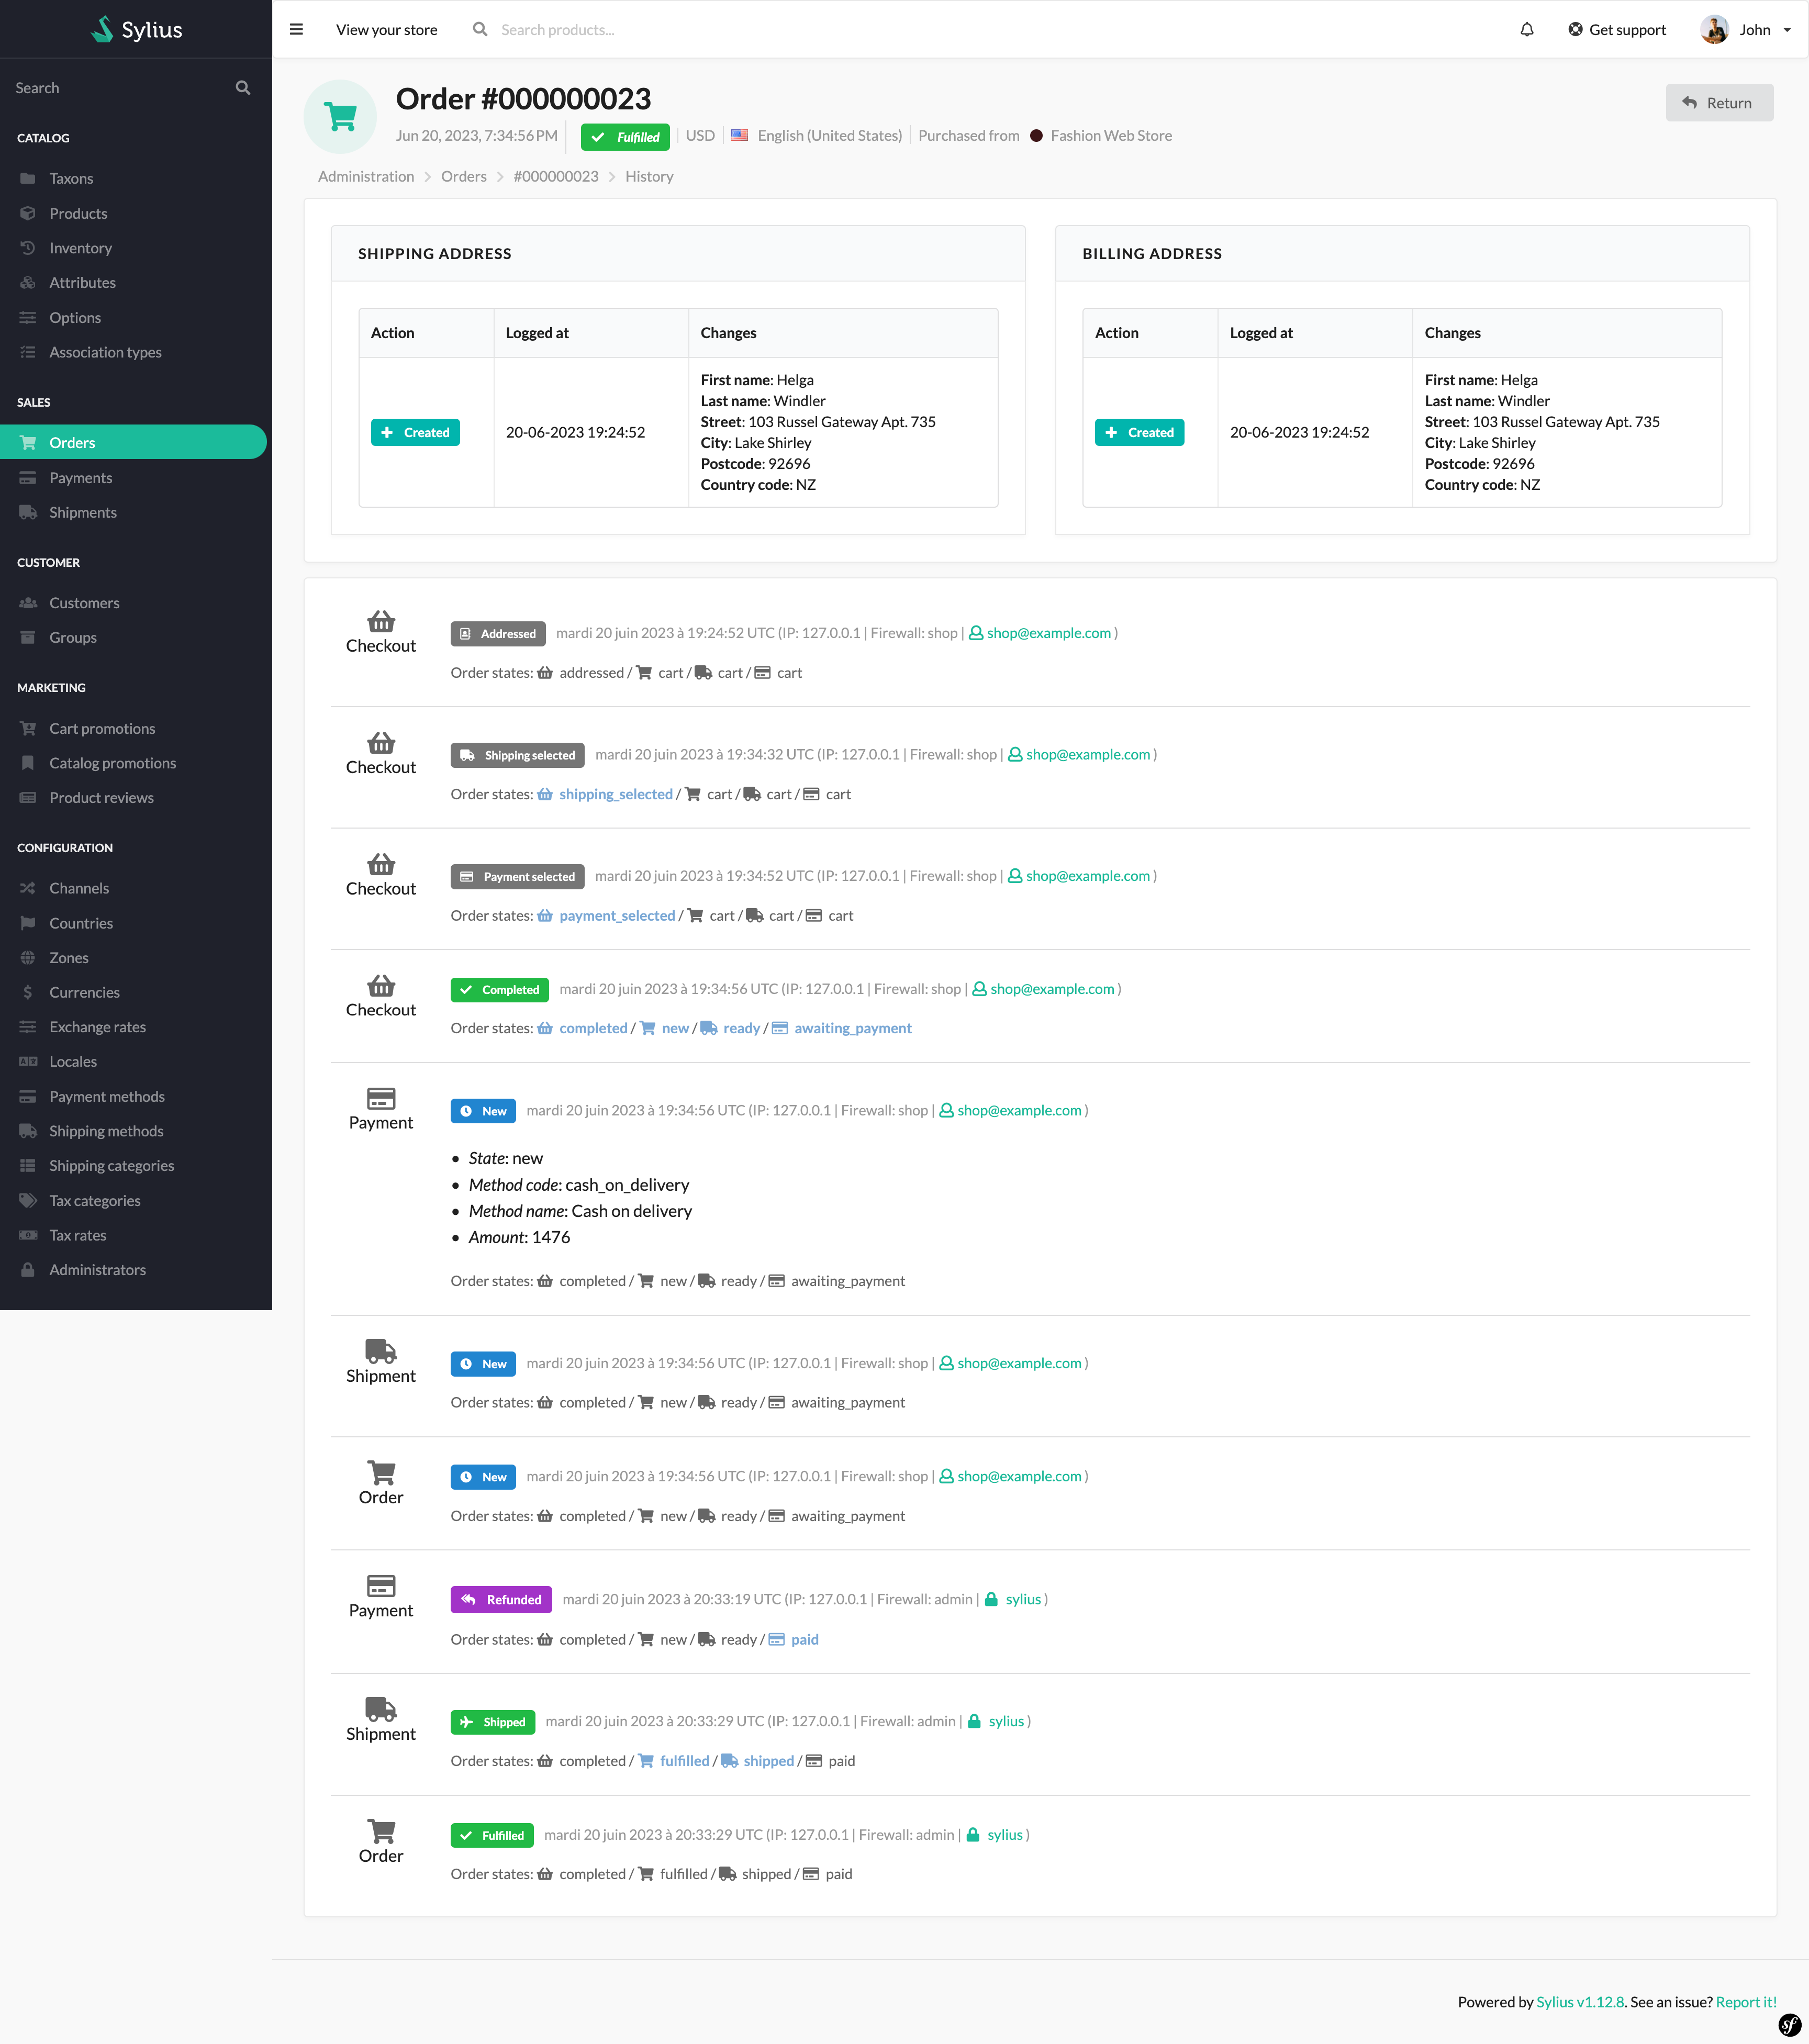 Sylius
View your store
Search products...
Get support
John
Search
CATALOG
Taxons
Products
Inventory
Attributes
Options
Association types
SALES
Orders
Payments
Shipments
CUSTOMER
Customers
Groups
MARKETING
Cart promotions
Catalog promotions
Product reviews
CONFIGURATION
Channels
Countries
Zones
Currencies
Exchange rates
Locales
Payment methods
Shipping methods
Shipping categories
Tax categories
Tax rates
Administrators
Order #000000023
Return
Jun 20, 2023, 7:34:56 PM Fulfilled USD English (United States) Purchased from Fashion Web Store
Administration Orders #000000023 History
SHIPPING ADDRESS
Action Logged at Changes
Created 20-06-2023 19:24:52
First name: Helga
Last name: Windler
Street: 103 Russel Gateway Apt. 735
City: Lake Shirley
Postcode: 92696
Country code: NZ
BILLING ADDRESS
Action Logged at Changes
Created 20-06-2023 19:24:52
First name: Helga
Last name: Windler
Street: 103 Russel Gateway Apt. 735
City: Lake Shirley
Postcode: 92696
Country code: NZ
Checkout
Addressed mardi 20 juin 2023 à 19:24:52 UTC (IP: 127.0.0.1 | Firewall: shop | shop@example.com )
Order states: addressed / cart / cart / cart
Checkout
Shipping selected mardi 20 juin 2023 à 19:34:32 UTC (IP: 127.0.0.1 | Firewall: shop | shop@example.com )
Order states: shipping_selected / cart / cart / cart
Checkout
Payment selected mardi 20 juin 2023 à 19:34:52 UTC (IP: 127.0.0.1 | Firewall: shop | shop@example.com )
Order states: payment_selected / cart / cart / cart
Checkout
Completed mardi 20 juin 2023 à 19:34:56 UTC (IP: 127.0.0.1 | Firewall: shop | shop@example.com )
Order states: completed / new / ready / awaiting_payment
Payment
New mardi 20 juin 2023 à 19:34:56 UTC (IP: 127.0.0.1 | Firewall: shop | shop@example.com )
• State: new
• Method code: cash_on_delivery
• Method name: Cash on delivery
• Amount: 1476
Order states: completed / new / ready / awaiting_payment
Shipment
New mardi 20 juin 2023 à 19:34:56 UTC (IP: 127.0.0.1 | Firewall: shop | shop@example.com )
Order states: completed / new / ready / awaiting_payment
Order
New mardi 20 juin 2023 à 19:34:56 UTC (IP: 127.0.0.1 | Firewall: shop | shop@example.com )
Order states: completed / new / ready / awaiting_payment
Payment
Refunded mardi 20 juin 2023 à 20:33:19 UTC (IP: 127.0.0.1 | Firewall: admin | sylius )
Order states: completed / new / ready / paid
Shipment
Shipped mardi 20 juin 2023 à 20:33:29 UTC (IP: 127.0.0.1 | Firewall: admin | sylius )
Order states: completed / fulfilled / shipped / paid
Order
Fulfilled mardi 20 juin 2023 à 20:33:29 UTC (IP: 127.0.0.1 | Firewall: admin | sylius )
Order states: completed / fulfilled / shipped / paid
Powered by Sylius v1.12.8. See an issue? Report it!
sf